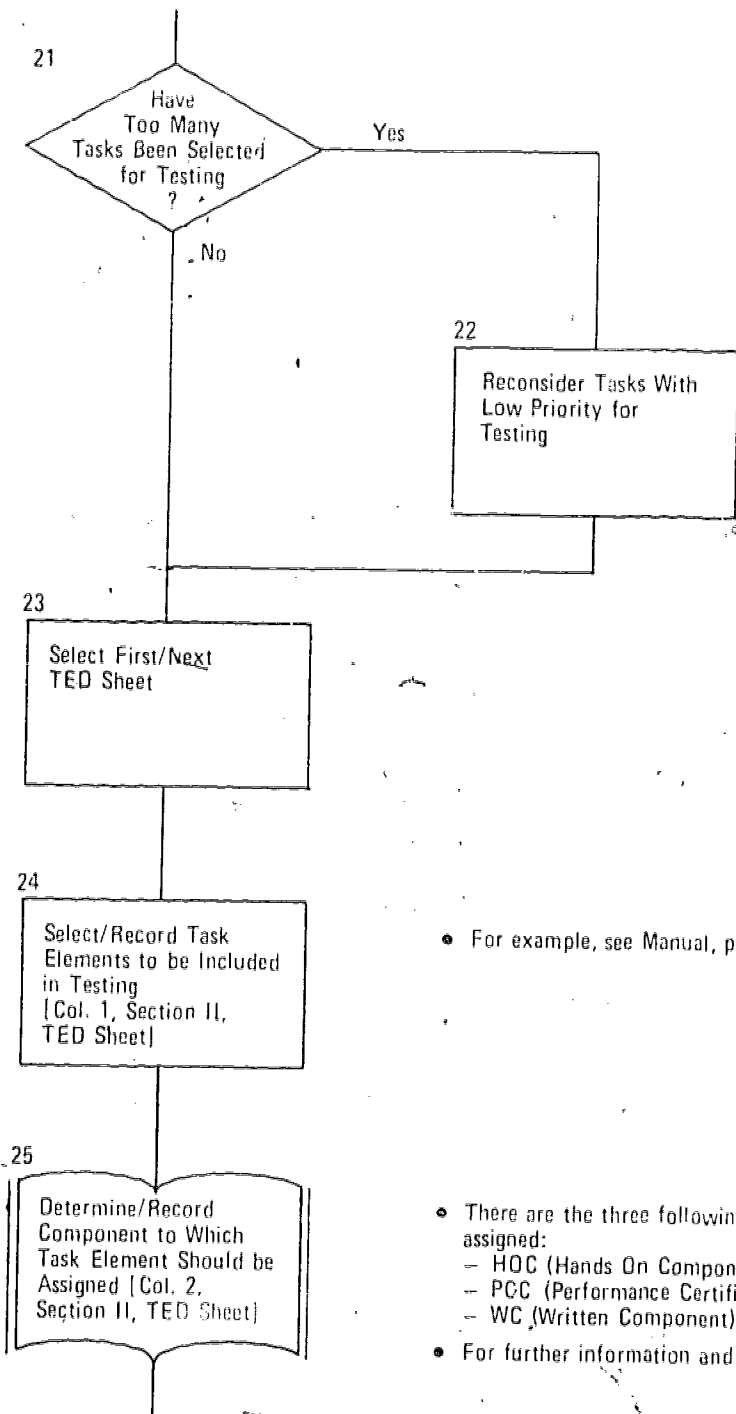 21
Have
Too Many
Tasks Been Selected
for Testing
?
Yes
No
22
Reconsider Tasks With
Low Priority for
Testing
23
Select First/Next
TED Sheet
24
Select/Record Task
Elements to be Included
in Testing
[Col. 1, Section II,
TED Sheet]
• For example, see Manual, p
25
Determine/Record
Component to Which
Task Element Should be
Assigned [Col. 2,
Section II, TED Sheet]
• There are the three followin
assigned:
– HOC (Hands On Compon
– PCC (Performance Certifi
– WC (Written Component)
• For further information and